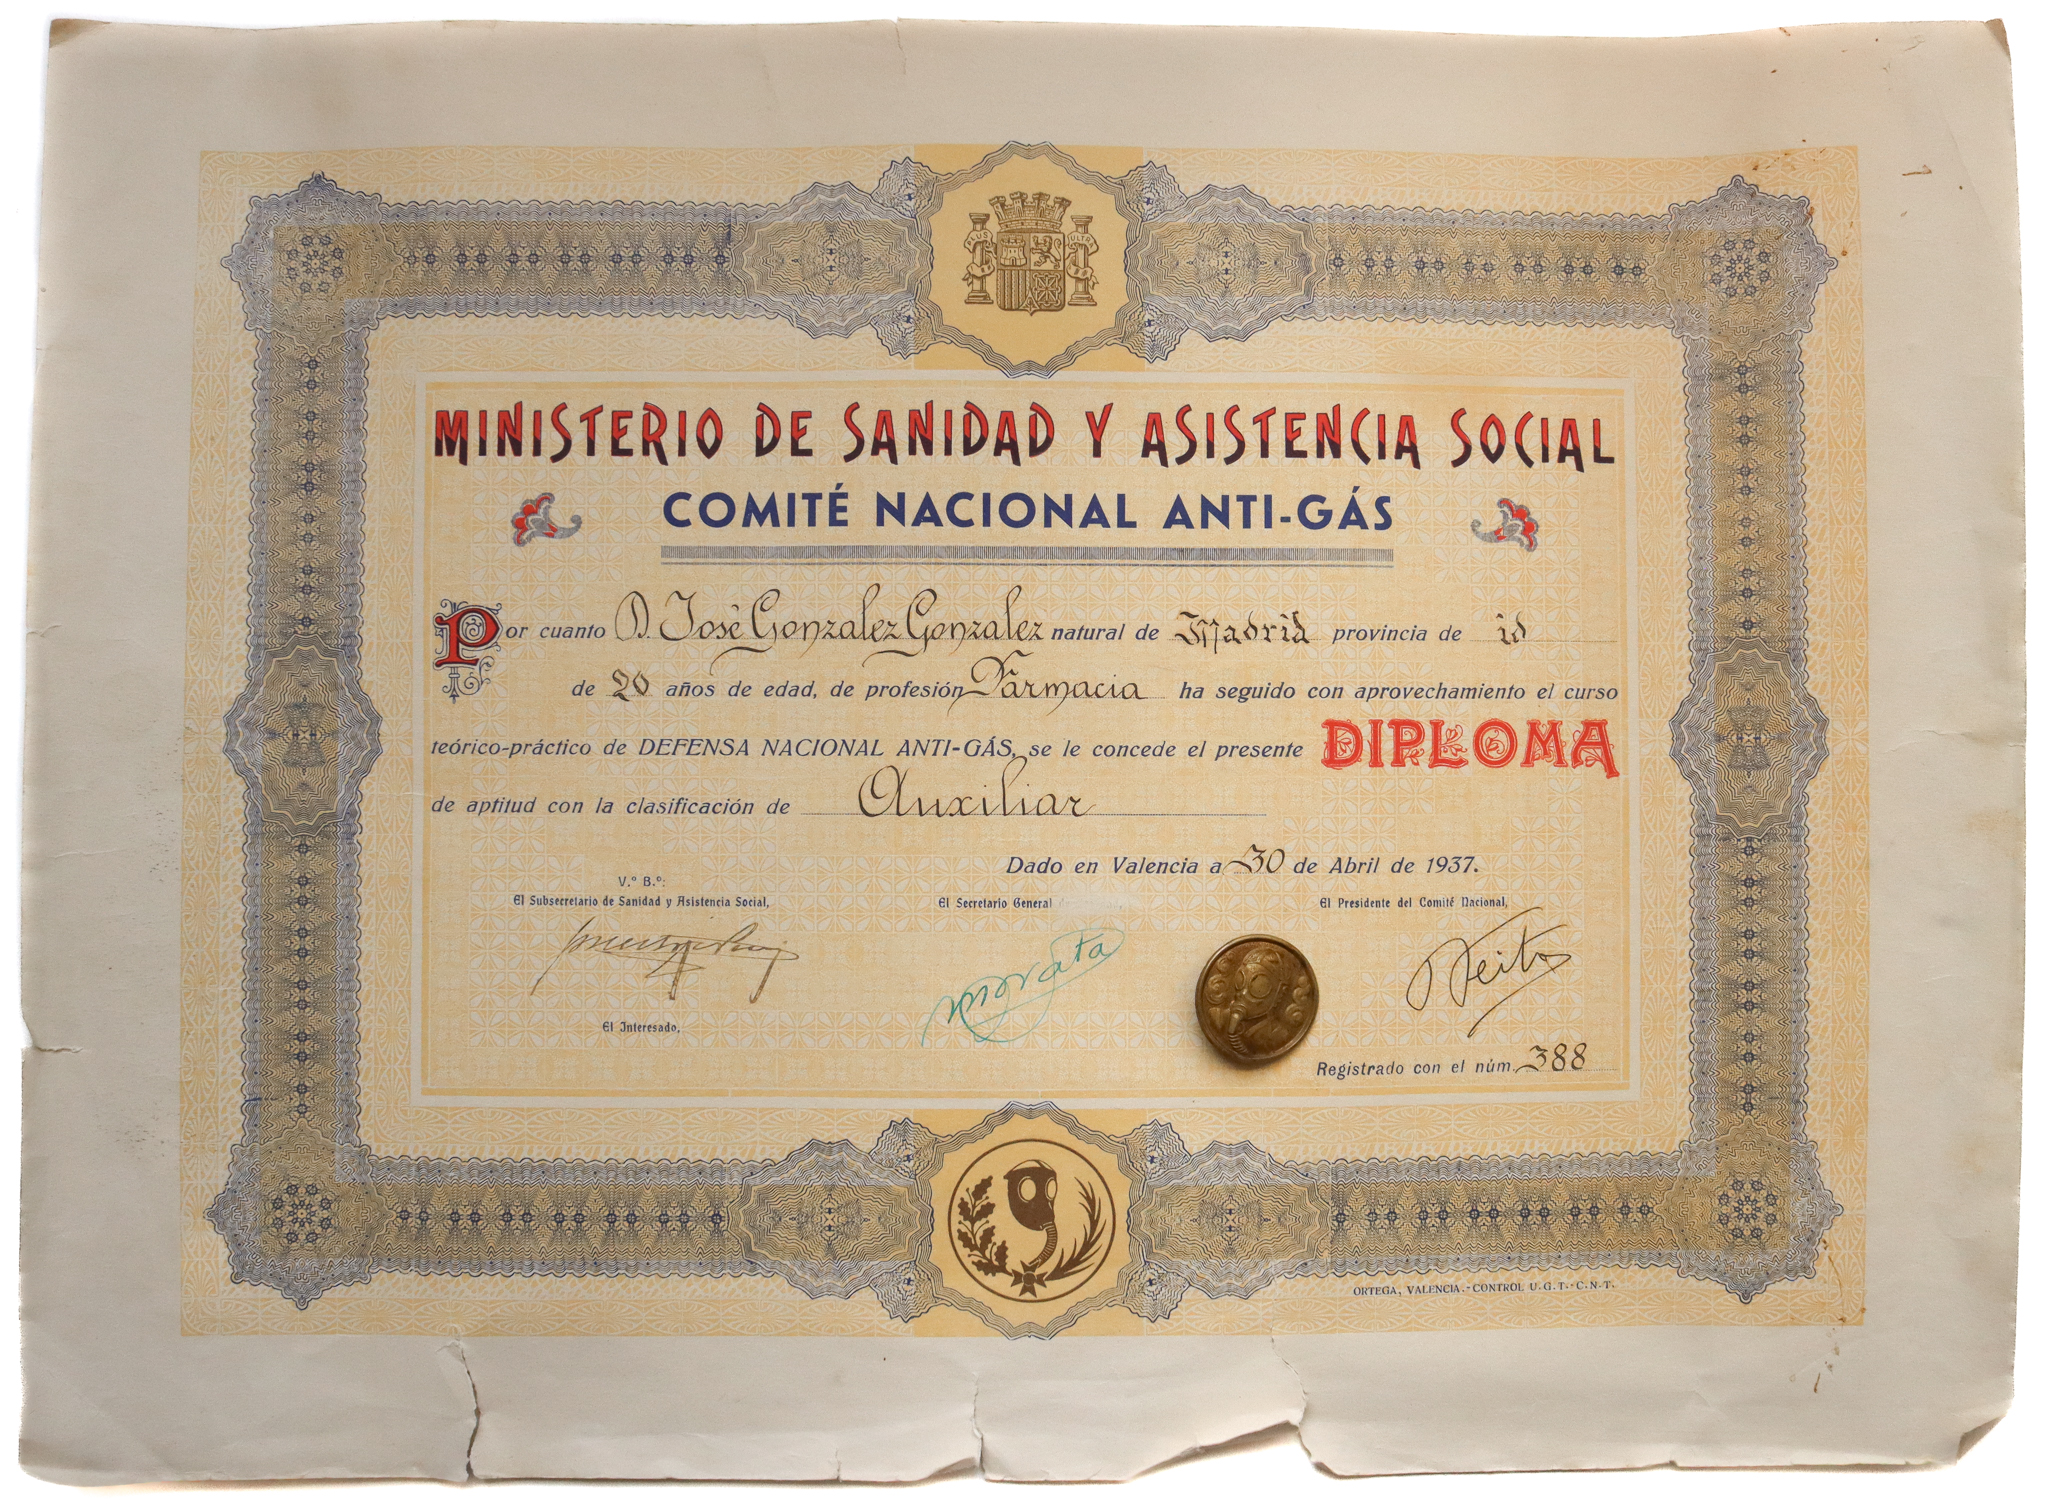 PLUS ULTRA
MINISTERIO DE SANIDAD Y ASISTENCIA SOCIAL
COMITÉ NACIONAL ANTI-GÁS
Por cuanto D. José Gonzalez Gonzalez natural de Madrid provincia de id
de 20 años de edad, de profesión Farmacia ha seguido con aprovechamiento el curso
teórico-práctico de DEFENSA NACIONAL ANTI-GÁS, se le concede el presente DIPLOMA
de aptitud con la clasificación de Auxiliar
Dado en Valencia a 30 de Abril de 1937.
V.º B.º:
El Subsecretario de Sanidad y Asistencia Social, El Secretario General El Presidente del Comité Nacional,
Morata
El Interesado,
Registrado con el núm. 388
ORTEGA, VALENCIA.-CONTROL U.G.T.-C.N.T.